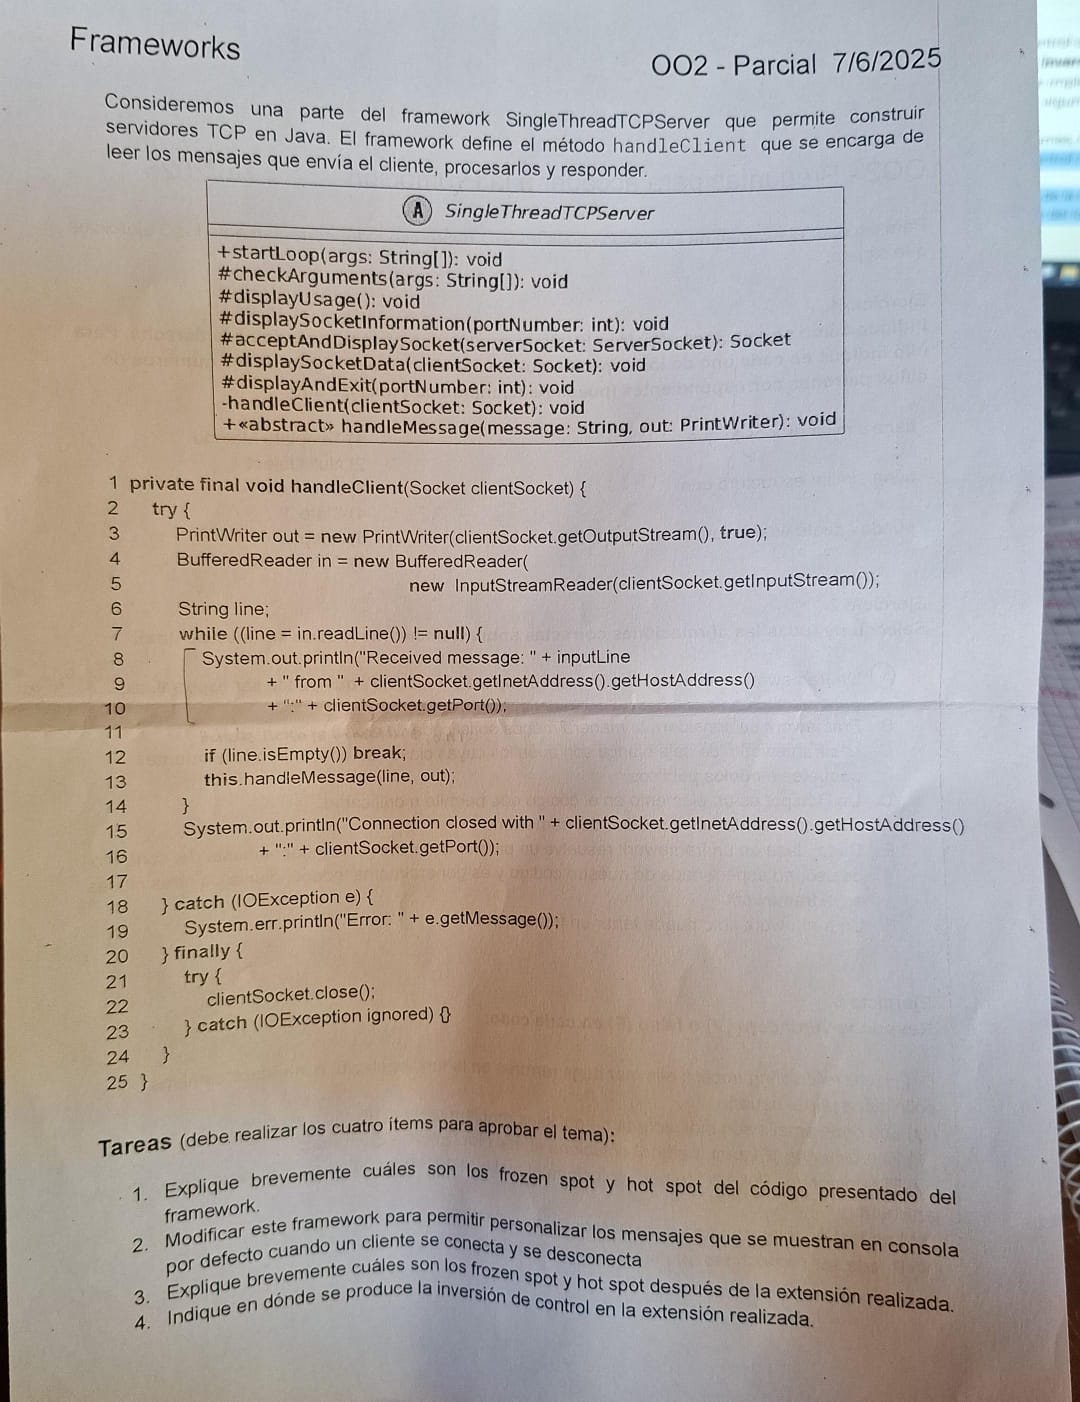 Frameworks
OO2 - Parcial 7/6/2025
Consideremos una parte del framework SingleThreadTCPServer que permite construir
servidores TCP en Java. El framework define el método handleClient que se encarga de
leer los mensajes que envía el cliente, procesarlos y responder.
A SingleThreadTCPServer
+startLoop(args: String[]): void
#checkArguments(args: String[]): void
#displayUsage(): void
#displaySocketInformation(portNumber: int): void
#acceptAndDisplaySocket(serverSocket: ServerSocket): Socket
#displaySocketData(clientSocket: Socket): void
#displayAndExit(portNumber: int): void
-handleClient(clientSocket: Socket): void
+«abstract» handleMessage(message: String, out: PrintWriter): void
1 private final void handleClient(Socket clientSocket) {
2 try {
3 PrintWriter out = new PrintWriter(clientSocket.getOutputStream(), true);
4 BufferedReader in = new BufferedReader(
5 new InputStreamReader(clientSocket.getInputStream());
6 String line;
7 while ((line = in.readLine()) != null) {
8 System.out.println("Received message: " + inputLine
9 + " from " + clientSocket.getInetAddress().getHostAddress()
10 + ":" + clientSocket.getPort());
11
12 if (line.isEmpty()) break;
13 this.handleMessage(line, out);
14 }
15 System.out.println("Connection closed with " + clientSocket.getInetAddress().getHostAddress()
16 + ":" + clientSocket.getPort());
17
18 } catch (IOException e) {
19 System.err.println("Error: " + e.getMessage());
20 } finally {
21 try {
22 clientSocket.close();
23 } catch (IOException ignored) {}
24 }
25 }
Tareas (debe realizar los cuatro ítems para aprobar el tema):
1. Explique brevemente cuáles son los frozen spot y hot spot del código presentado del
framework.
2. Modificar este framework para permitir personalizar los mensajes que se muestran en consola
por defecto cuando un cliente se conecta y se desconecta
3. Explique brevemente cuáles son los frozen spot y hot spot después de la extensión realizada.
4. Indique en dónde se produce la inversión de control en la extensión realizada.